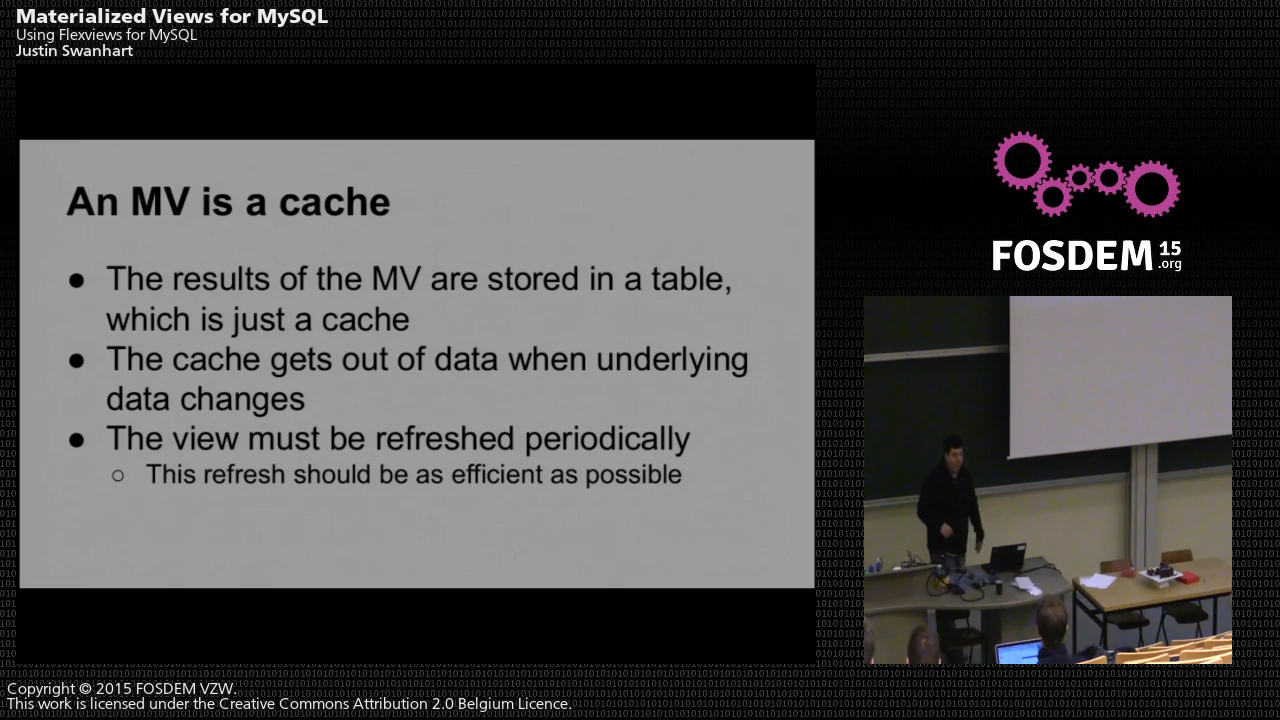 Materialized Views for MySQL
Using Flexviews for MySQL
Justin Swanhart
An MV is a cache
● The results of the MV are stored in a table,
which is just a cache
● The cache gets out of data when underlying
data changes
● The view must be refreshed periodically
○ This refresh should be as efficient as possible
FOSDEM 15
.org
Copyright © 2015 FOSDEM VZW.
This work is licensed under the Creative Commons Attribution 2.0 Belgium Licence.